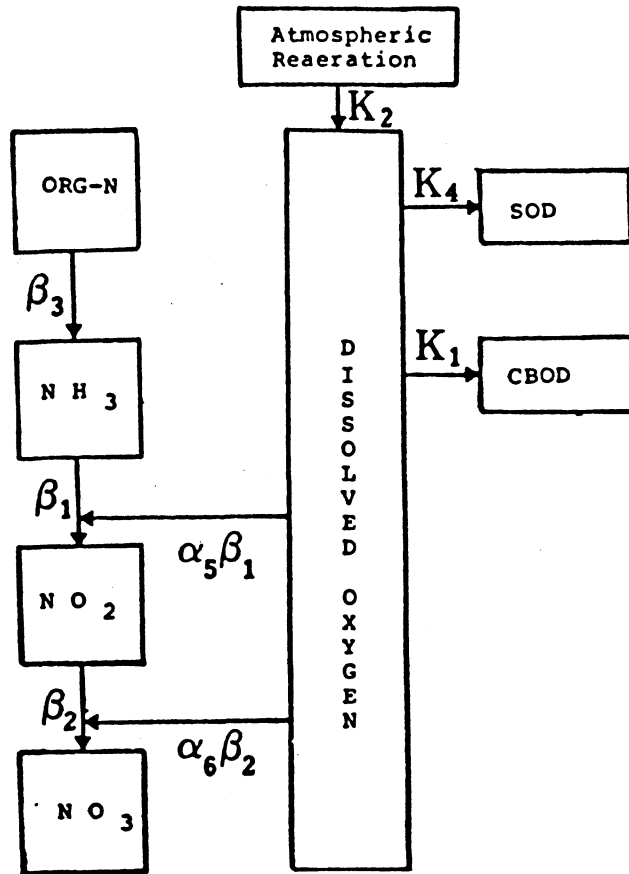 Atmospheric
Reaeration
K₂
ORG-N
K₄
SOD
β₃
K₁
CBOD
N H ₃
D
I
S
S
O
L
V
E
D
O
X
Y
G
E
N
β₁
α₅β₁
N O ₂
β₂
α₆β₂
N O ₃